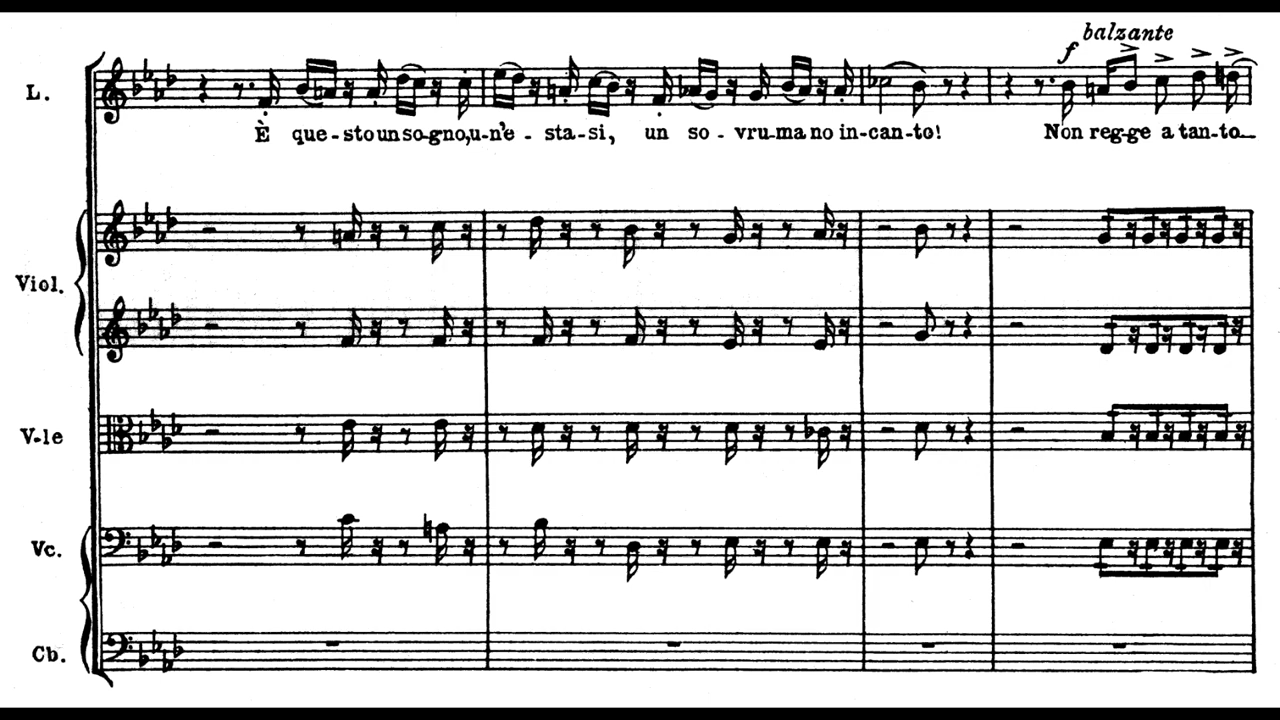 balzante
f
L.
È que-sto un so-gno, u-n'e - sta-si, un so - vru-ma no in-can-to! Non reg-ge a tan-to
Viol.
V-le
Vc.
Cb.